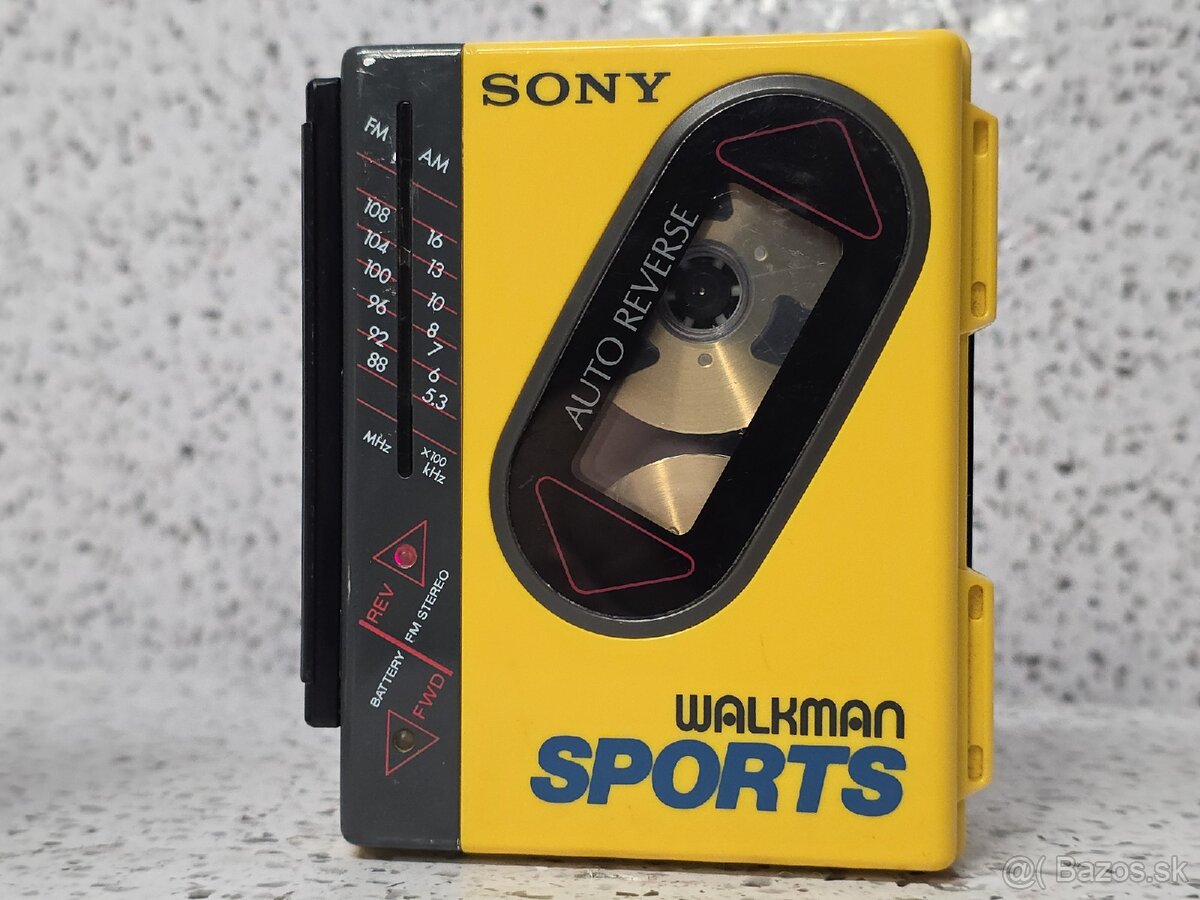 SONY
FM
AM
108
104
100
96
92
88
MHz
16
13
10
8
7
6
5.3
x100
kHz
AUTO REVERSE
REV
FM STEREO
BATTERY
FWD
WALKMAN
SPORTS
@( Bazos.sk